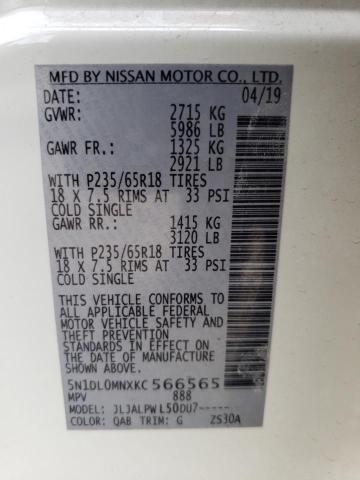 MFD BY NISSAN MOTOR CO., LTD.
DATE: 04/19
GVWR: 2715 KG
5986 LB
GAWR FR.: 1325 KG
2921 LB
WITH P235/65R18 TIRES
18 X 7.5 RIMS AT 33 PSI
COLD SINGLE
GAWR RR.: 1415 KG
3120 LB
WITH P235/65R18 TIRES
18 X 7.5 RIMS AT 33 PSI
COLD SINGLE
THIS VEHICLE CONFORMS TO
ALL APPLICABLE FEDERAL
MOTOR VEHICLE SAFETY
STANDARDS IN EFFECT ON
THE DATE OF MANUFACTURE
SHOWN ABOVE.
5N1DL0MNXKC566565
MPV 888
MODEL: JLJALPWL50DU7-----
COLOR: QAB TRIM: G ZS30A